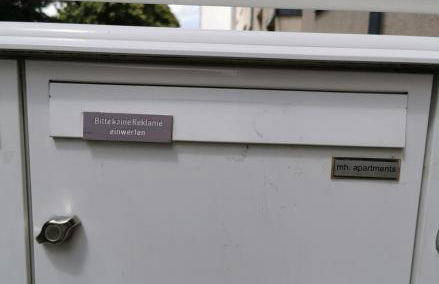 Bitte keine Reklame
einwerfen
mh. apartments